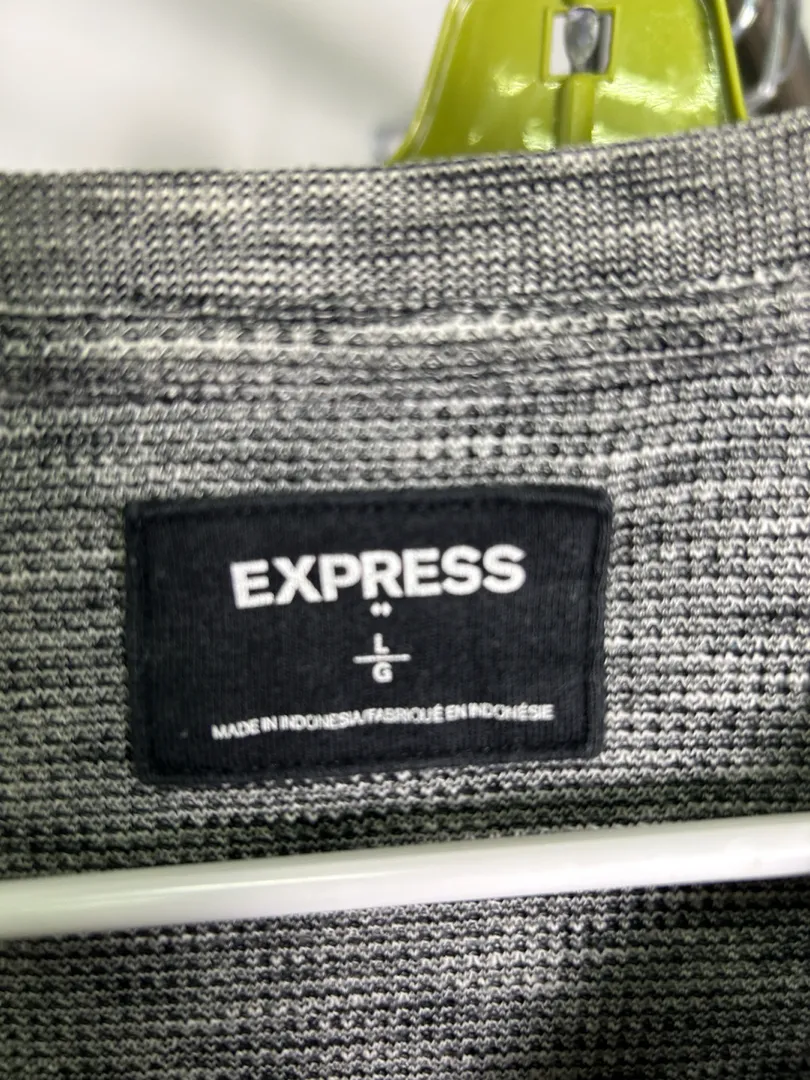 EXPRESS
L
G
MADE IN INDONESIA/FABRIQUÉ EN INDONÉSIE